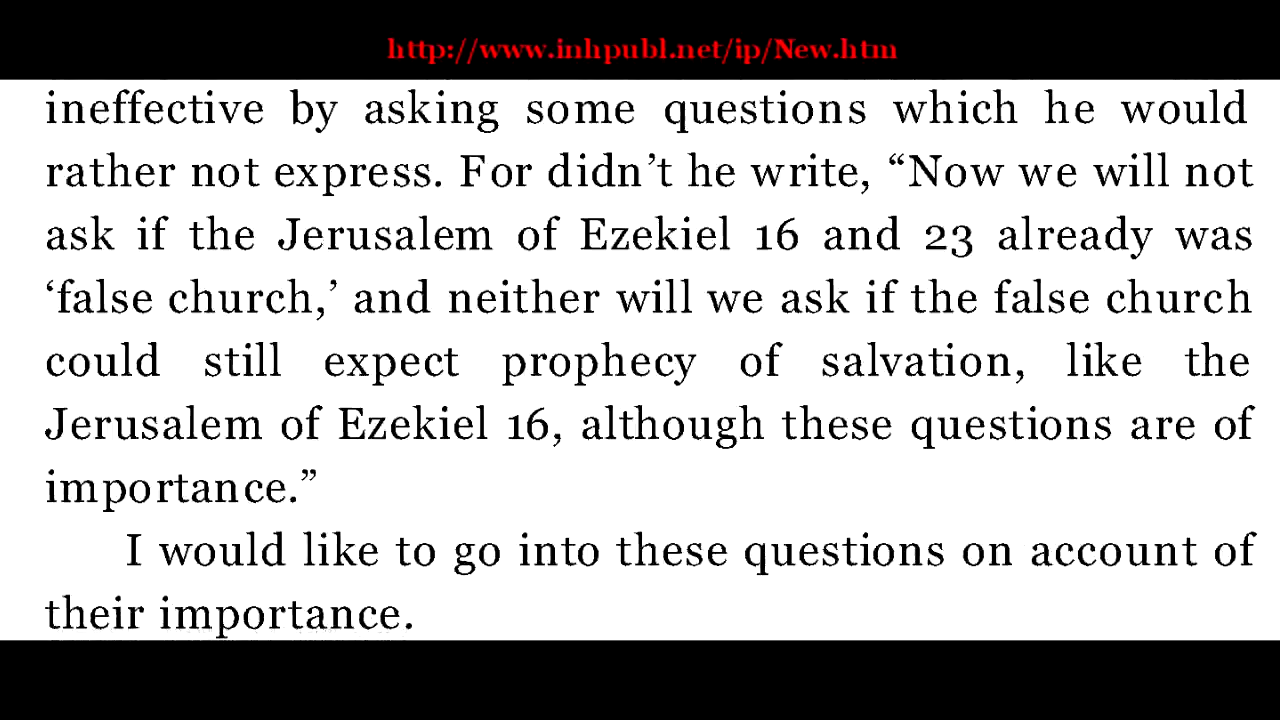 http://www.inhpubl.net/ip/New.htm
ineffective by asking some questions which he would
rather not express. For didn’t he write, “Now we will not
ask if the Jerusalem of Ezekiel 16 and 23 already was
‘false church,’ and neither will we ask if the false church
could still expect prophecy of salvation, like the
Jerusalem of Ezekiel 16, although these questions are of
importance.”
I would like to go into these questions on account of
their importance.